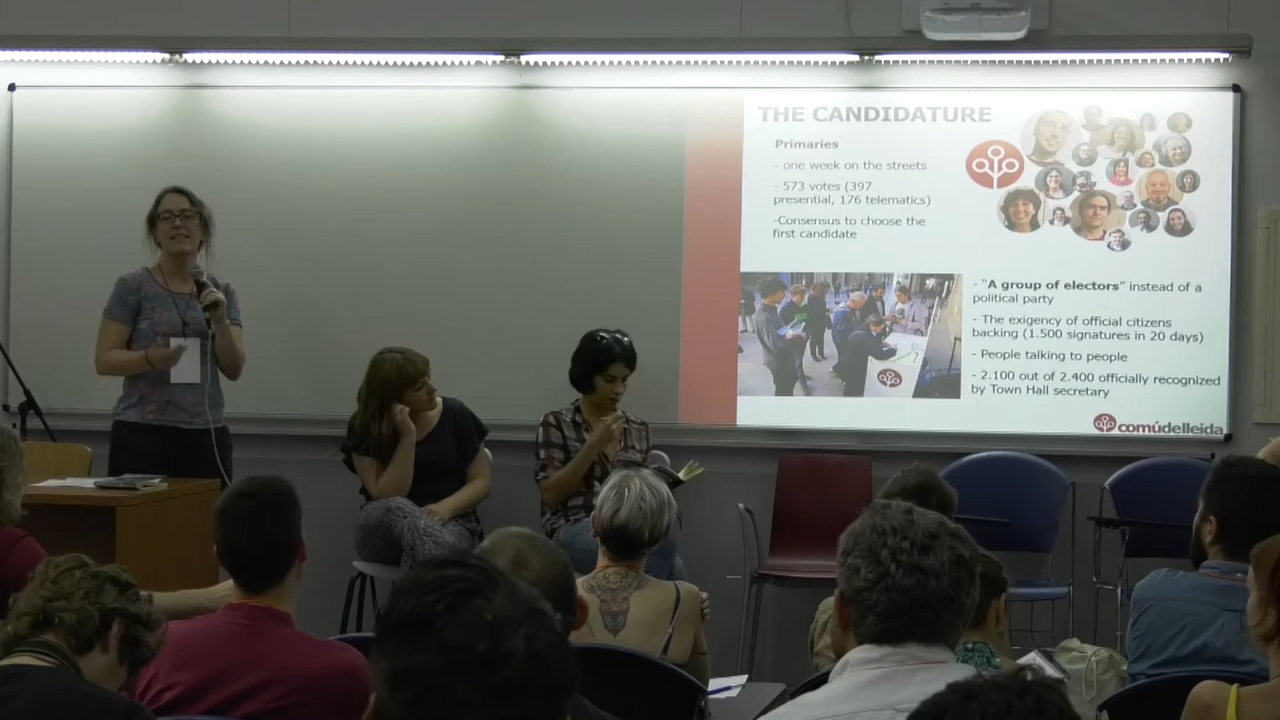 THE CANDIDATURE
Primaries
- one week on the streets
- 573 votes (397
presential, 176 telematics)
-Consensus to choose the
first candidate
- "A group of electors" instead of a
political party
- The exigency of official citizens
backing (1.500 signatures in 20 days)
- People talking to people
- 2.100 out of 2.400 officially recognized
by Town Hall secretary
comúdelleida